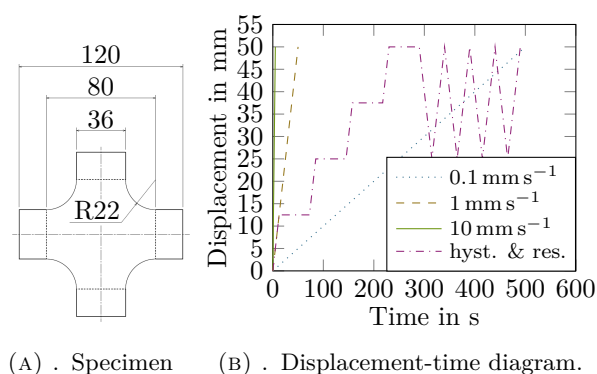 120
80
36
R22
Displacement in mm
55
50
45
40
35
30
25
20
15
10
5
0
0 100 200 300 400 500 600
Time in s
0.1 mm s⁻¹
1 mm s⁻¹
10 mm s⁻¹
hyst. & res.
(A) . Specimen
(B) . Displacement-time diagram.